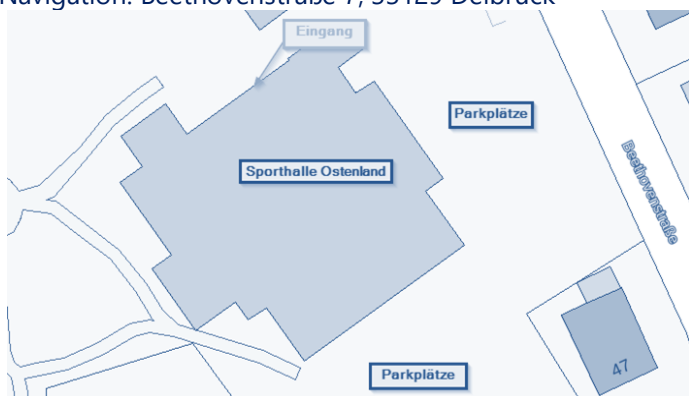 Navigation: Beethovenstraße 7, 33129 Delbrück
Eingang
Parkplätze
Sporthalle Ostenland
Beethovenstraße
47
Parkplätze